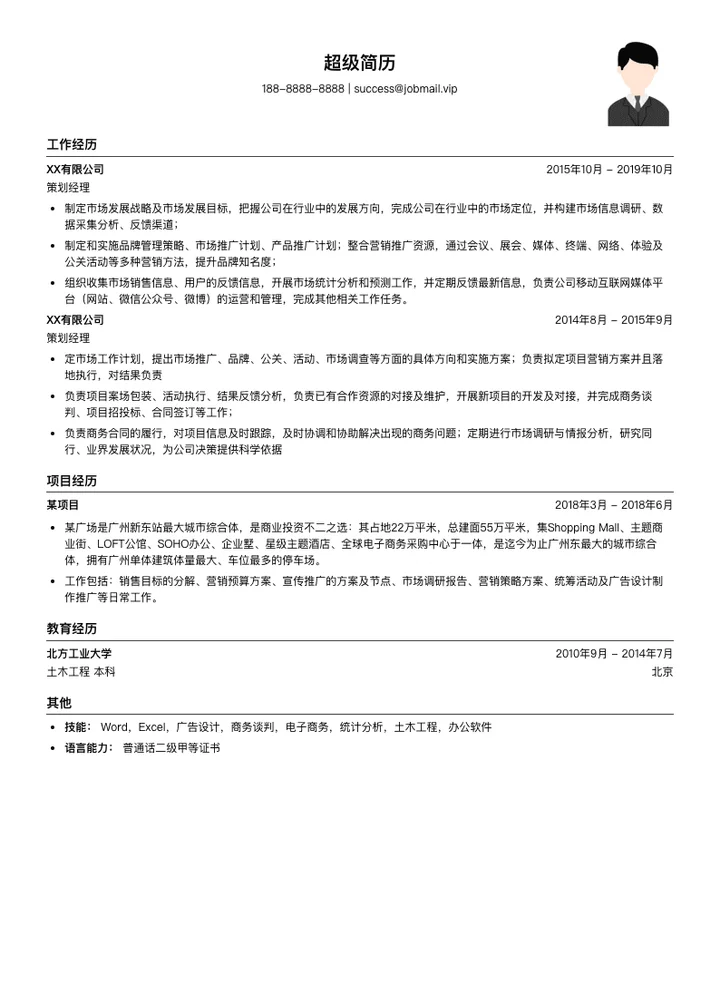 超级简历
188-8888-8888 | success@jobmail.vip
工作经历
XX有限公司 2015年10月 – 2019年10月
策划经理
• 制定市场发展战略及市场发展目标，把握公司在行业中的发展方向，完成公司在行业中的市场定位，并构建市场信息调研、数
据采集分析、反馈渠道；
• 制定和实施品牌管理策略、市场推广计划、产品推广计划；整合营销推广资源，通过会议、展会、媒体、终端、网络、体验及
公关活动等多种营销方法，提升品牌知名度；
• 组织收集市场销售信息、用户的反馈信息，开展市场统计分析和预测工作，并定期反馈最新信息，负责公司移动互联网媒体平
台（网站、微信公众号、微博）的运营和管理，完成其他相关工作任务。
XX有限公司 2014年8月 – 2015年9月
策划经理
• 定市场工作计划，提出市场推广、品牌、公关、活动、市场调查等方面的具体方向和实施方案；负责拟定项目营销方案并且落
地执行，对结果负责
• 负责项目案场包装、活动执行、结果反馈分析，负责已有合作资源的对接及维护，开展新项目的开发及对接，并完成商务谈
判、项目招投标、合同签订等工作；
• 负责商务合同的履行，对项目信息及时跟踪，及时协调和协助解决出现的商务问题；定期进行市场调研与情报分析，研究同
行、业界发展状况，为公司决策提供科学依据
项目经历
某项目 2018年3月 – 2018年6月
• 某广场是广州新东站最大城市综合体，是商业投资不二之选：其占地22万平米，总建面55万平米，集Shopping Mall、主题商
业街、LOFT公馆、SOHO办公、企业墅、星级主题酒店、全球电子商务采购中心于一体，是迄今为止广州东最大的城市综合
体，拥有广州单体建筑体量最大、车位最多的停车场。
• 工作包括：销售目标的分解、营销预算方案、宣传推广的方案及节点、市场调研报告、营销策略方案、统筹活动及广告设计制
作推广等日常工作。
教育经历
北方工业大学 2010年9月 – 2014年7月
土木工程 本科 北京
其他
• 技能： Word，Excel，广告设计，商务谈判，电子商务，统计分析，土木工程，办公软件
• 语言能力： 普通话二级甲等证书